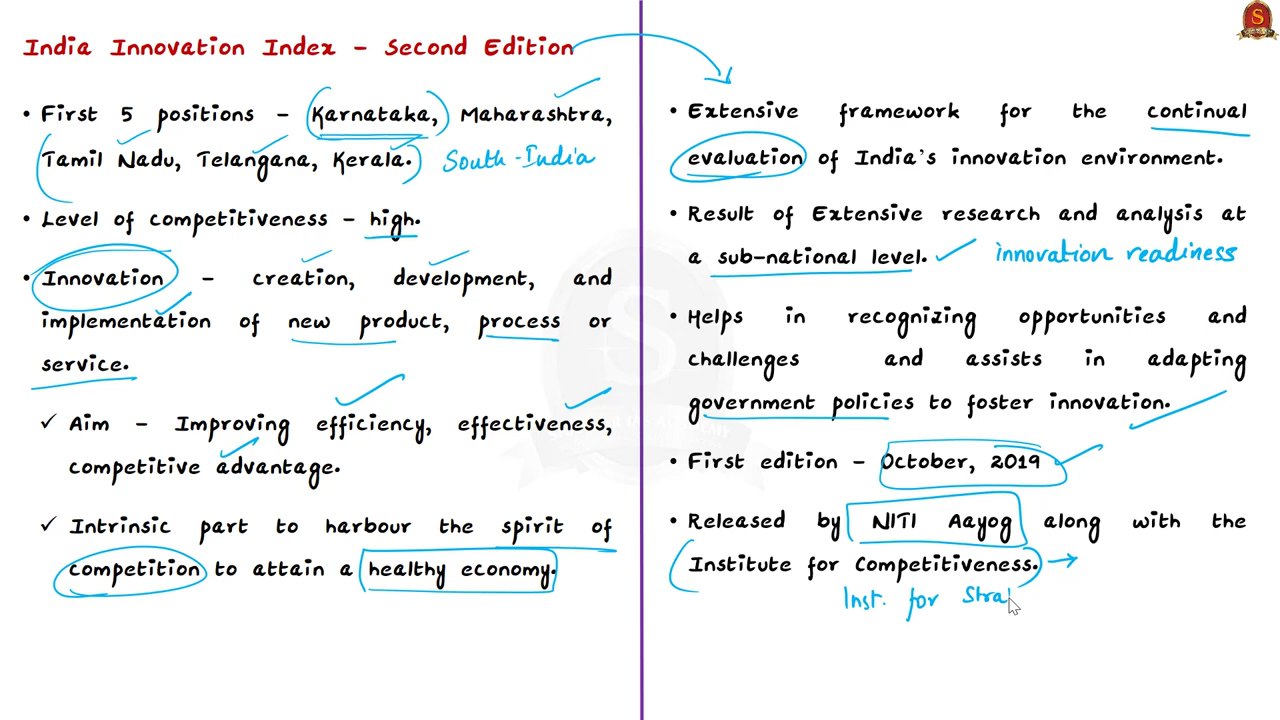 India Innovation Index - Second Edition
• First 5 positions - Karnataka, Maharashtra,
Tamil Nadu, Telangana, Kerala. South-India
• Level of competitiveness - high.
• Innovation - creation, development, and
implementation of new product, process or
service.
✓ Aim - Improving efficiency, effectiveness,
competitive advantage.
✓ Intrinsic part to harbour the spirit of
competition to attain a healthy economy.
• Extensive framework for the continual
evaluation of India's innovation environment.
• Result of Extensive research and analysis at
a sub-national level. innovation readiness
• Helps in recognizing opportunities and
challenges and assists in adapting
government policies to foster innovation.
• First edition - October, 2019
• Released by NITI Aayog along with the
Institute for Competitiveness.
Inst. for Stra